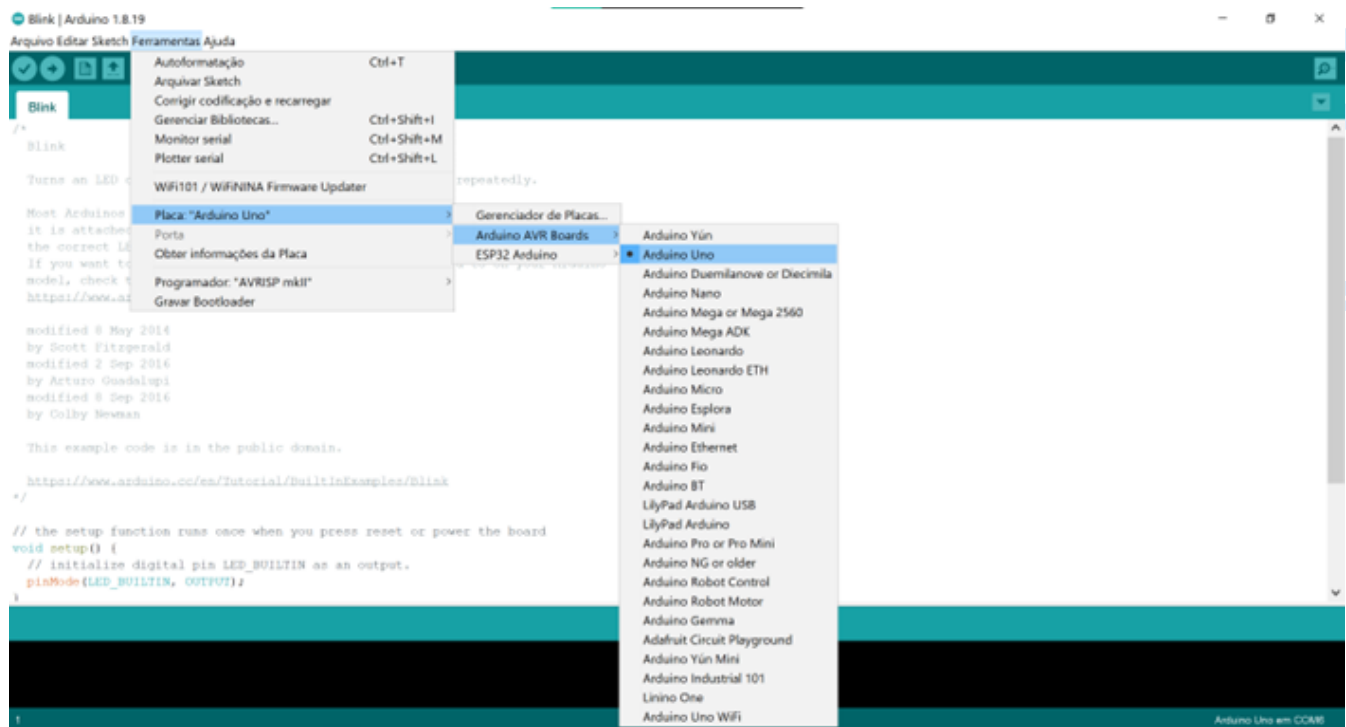 Blink | Arduino 1.8.19
Arquivo Editar Sketch Ferramentas Ajuda
Blink
Autoformatação Ctrl+T
Arquivar Sketch
Corrigir codificação e recarregar
Gerenciar Bibliotecas... Ctrl+Shift+I
Monitor serial Ctrl+Shift+M
Plotter serial Ctrl+Shift+L
WiFi101 / WiFiNINA Firmware Updater
Placa: "Arduino Uno"
Porta
Obter informações da Placa
Programador: "AVRISP mkII"
Gravar Bootloader
Gerenciador de Placas...
Arduino AVR Boards
ESP32 Arduino
Arduino Yún
Arduino Uno
Arduino Duemilanove or Diecimila
Arduino Nano
Arduino Mega or Mega 2560
Arduino Mega ADK
Arduino Leonardo
Arduino Leonardo ETH
Arduino Micro
Arduino Esplora
Arduino Mini
Arduino Ethernet
Arduino Fio
Arduino BT
LilyPad Arduino USB
LilyPad Arduino
Arduino Pro or Pro Mini
Arduino NG or older
Arduino Robot Control
Arduino Robot Motor
Arduino Gemma
Adafruit Circuit Playground
Arduino Yún Mini
Arduino Industrial 101
Linino One
Arduino Uno WiFi
/*
Blink
Turns an LED repeatedly.
Most Arduinos
it is attached
the correct
If you want to
model, check
https://www.ar
modified 8 May 2014
by Scott Fitzgerald
modified 2 Sep 2016
by Arturo Guadalupi
modified 8 Sep 2016
by Colby Newman
This example code is in the public domain.
https://www.arduino.cc/en/Tutorial/BuiltInExamples/Blink
*/
// the setup function runs once when you press reset or power the board
void setup() {
// initialize digital pin LED_BUILTIN as an output.
pinMode(LED_BUILTIN, OUTPUT);
}
1
Arduino Uno em COM6